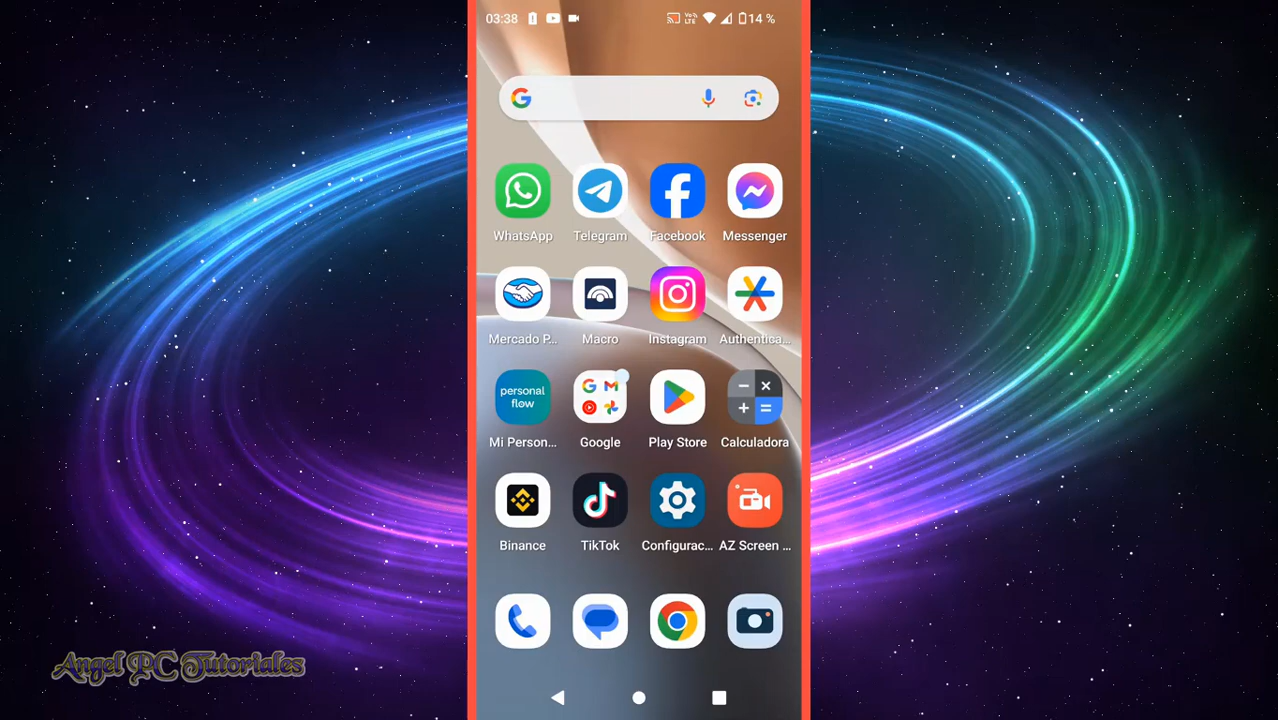 03:38 VoLTE 14 %
WhatsApp Telegram Facebook Messenger
Mercado P... Macro Instagram Authentica...
personal
flow
Mi Person... Google Play Store Calculadora
Binance TikTok Configurac... AZ Screen ...
Angel PC Tutoriales